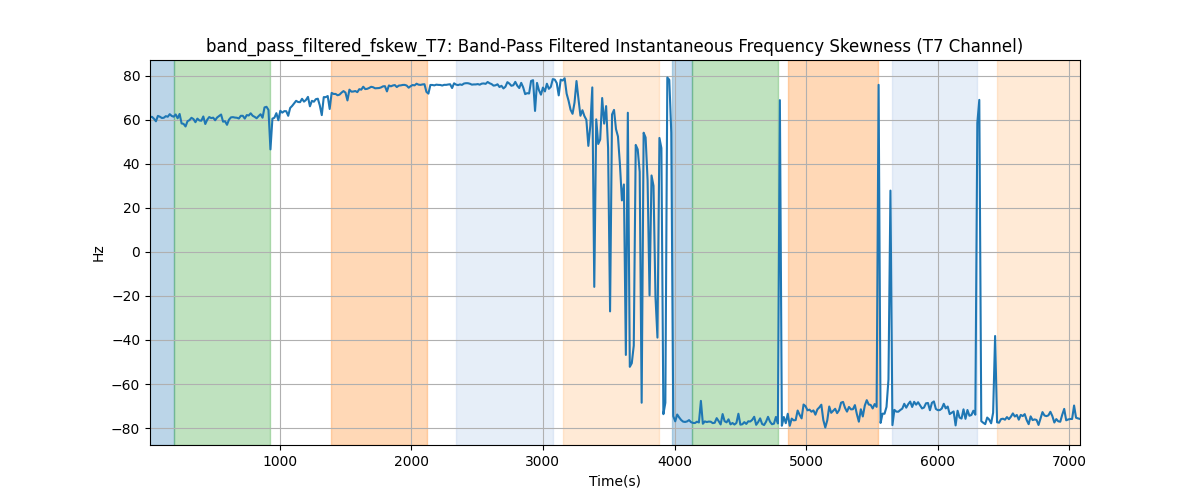 band_pass_filtered_fskew_T7: Band-Pass Filtered Instantaneous Frequency Skewness (T7 Channel)
80
60
40
20
0
−20
−40
−60
−80
Hz
1000 2000 3000 4000 5000 6000 7000
Time(s)